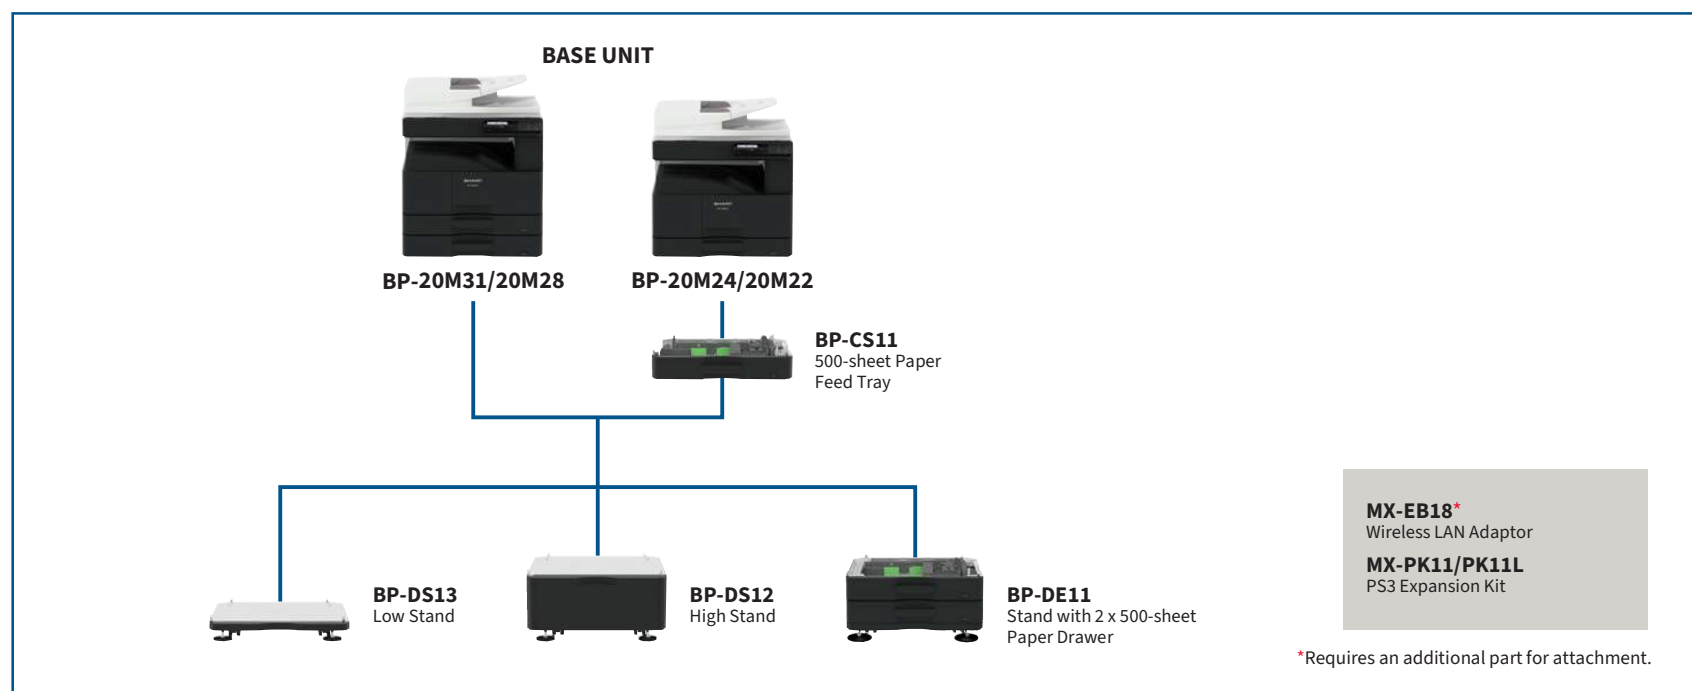 BASE UNIT
BP-20M31/20M28
BP-20M24/20M22
BP-CS11
500-sheet Paper
Feed Tray
BP-DS13
Low Stand
BP-DS12
High Stand
BP-DE11
Stand with 2 x 500-sheet
Paper Drawer
MX-EB18*
Wireless LAN Adaptor
MX-PK11/PK11L
PS3 Expansion Kit
*Requires an additional part for attachment.